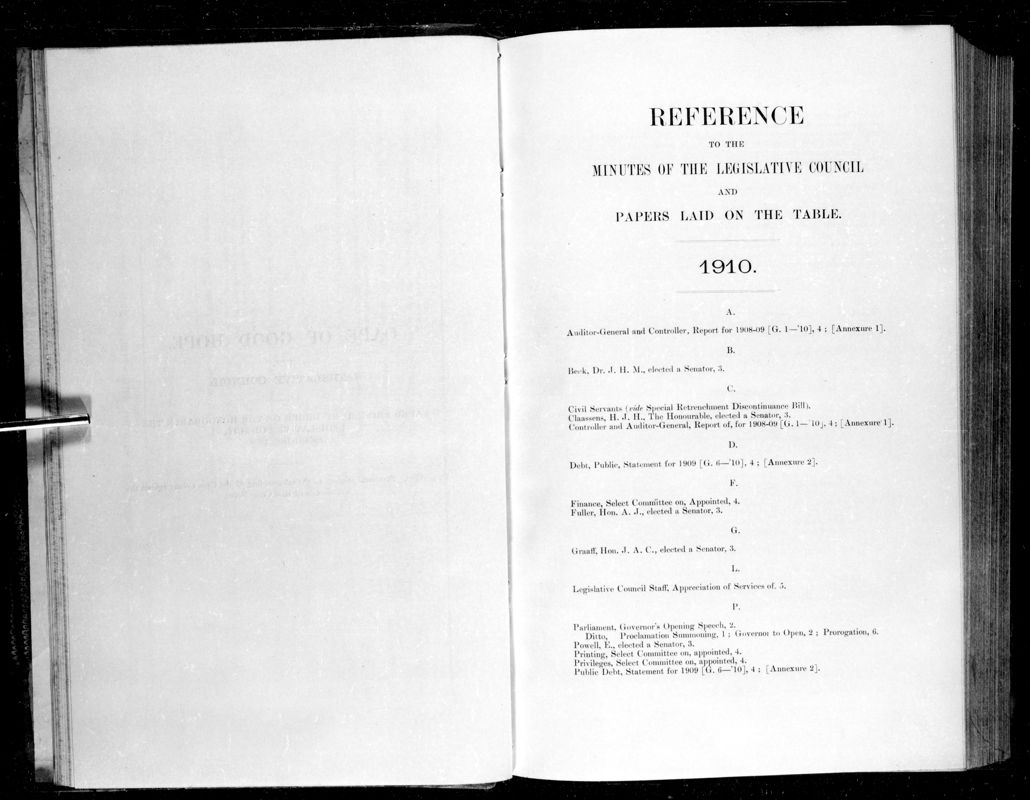 REFERENCE
TO THE
MINUTES OF THE LEGISLATIVE COUNCIL
AND
PAPERS LAID ON THE TABLE.
1910.
A.
Auditor-General and Controller, Report for 1908-09 [G. 1—'10], 4 ; [Annexure 1].
B.
Beck, Dr. J. H. M., elected a Senator, 3.
C.
Civil Servants (vide Special Retrenchment Discontinuance Bill).
Claassens, H. J. H., The Honourable, elected a Senator, 3.
Controller and Auditor-General, Report of, for 1908-09 [G. 1—'10], 4 ; [Annexure 1].
D.
Debt, Public, Statement for 1909 [G. 6—'10], 4 ; [Annexure 2].
F.
Finance, Select Committee on, Appointed, 4.
Fuller, Hon. A. J., elected a Senator, 3.
G.
Graaff, Hon. J. A. C., elected a Senator, 3.
L.
Legislative Council Staff, Appreciation of Services of, 5.
P.
Parliament, Governor's Opening Speech, 2.
Ditto, Proclamation Summoning, 1 ; Governor to Open, 2 ; Prorogation, 6.
Powell, E., elected a Senator, 3.
Printing, Select Committee on, appointed, 4.
Privileges, Select Committee on, appointed, 4.
Public Debt, Statement for 1909 [G. 6—'10], 4 ; [Annexure 2].